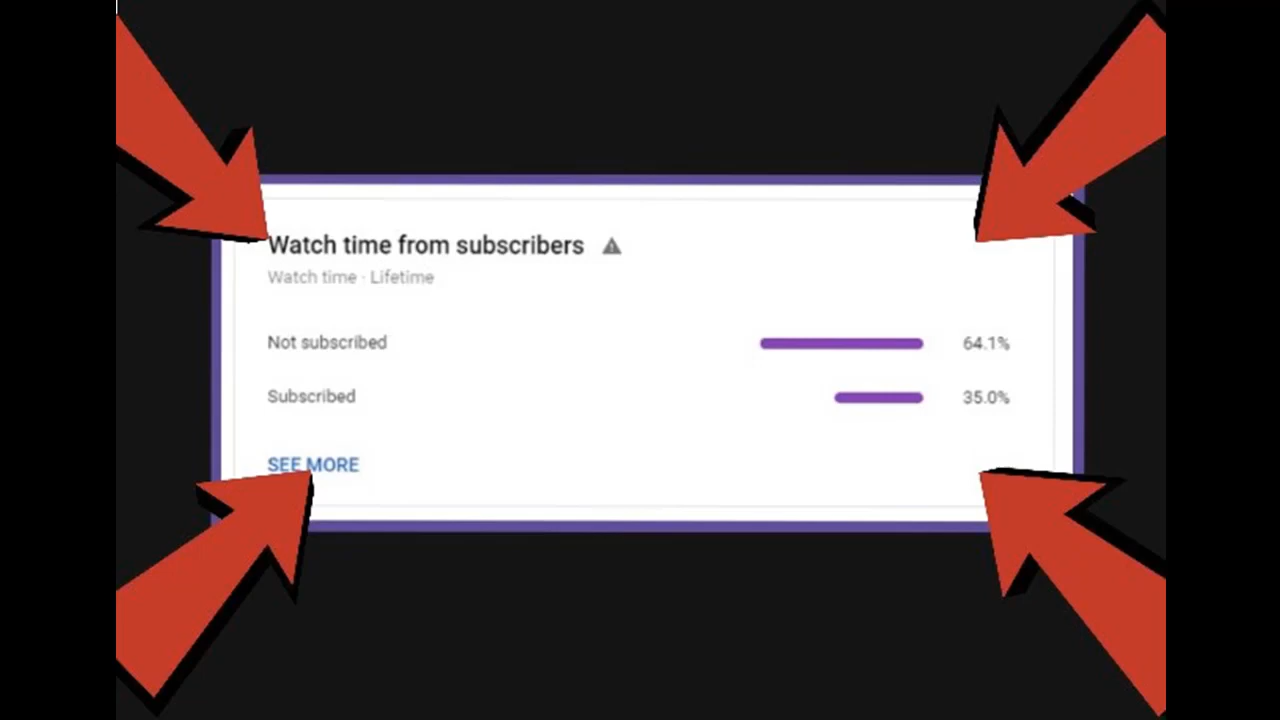 Watch time from subscribers
Watch time · Lifetime
Not subscribed 64.1%
Subscribed 35.0%
SEE MORE